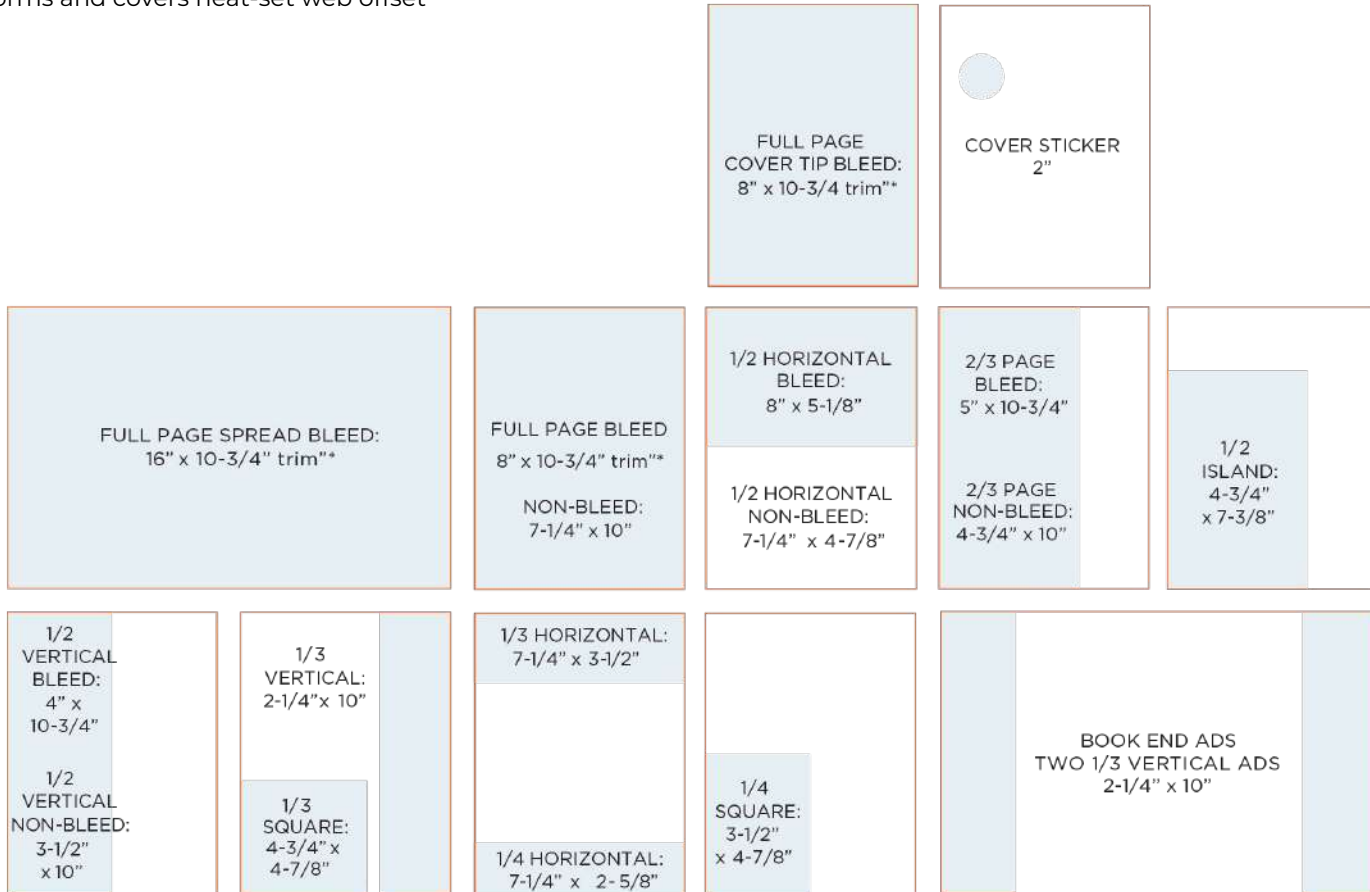 forms and covers heat-set web offset
FULL PAGE
COVER TIP BLEED:
8” x 10-3/4 trim”*
COVER STICKER
2”
FULL PAGE SPREAD BLEED:
16” x 10-3/4” trim”*
FULL PAGE BLEED
8” x 10-3/4” trim”*
NON-BLEED:
7-1/4” x 10”
1/2 HORIZONTAL
BLEED:
8” x 5-1/8”
1/2 HORIZONTAL
NON-BLEED:
7-1/4” x 4-7/8”
2/3 PAGE
BLEED:
5” x 10-3/4”
2/3 PAGE
NON-BLEED:
4-3/4” x 10”
1/2
ISLAND:
4-3/4”
x 7-3/8”
1/2
VERTICAL
BLEED:
4” x
10-3/4”
1/2
VERTICAL
NON-BLEED:
3-1/2”
x 10”
1/3
VERTICAL:
2-1/4”x 10”
1/3
SQUARE:
4-3/4” x
4-7/8”
1/3 HORIZONTAL:
7-1/4” x 3-1/2”
1/4 HORIZONTAL:
7-1/4” x 2-5/8”
1/4
SQUARE:
3-1/2”
x 4-7/8”
BOOK END ADS
TWO 1/3 VERTICAL ADS
2-1/4” x 10”